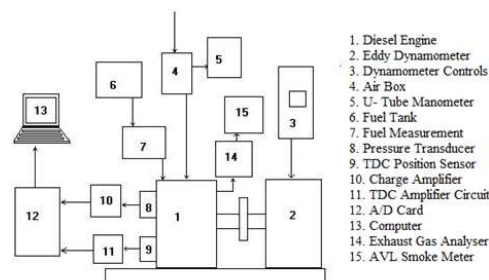 13
12
10
11
6
7
8
9
4
5
15
14
1
3
2
1. Diesel Engine
2. Eddy Dynamometer
3. Dynamometer Controls
4. Air Box
5. U- Tube Manometer
6. Fuel Tank
7. Fuel Measurement
8. Pressure Transducer
9. TDC Position Sensor
10. Charge Amplifier
11. TDC Amplifier Circuit
12. A/D Card
13. Computer
14. Exhaust Gas Analyser
15. AVL Smoke Meter